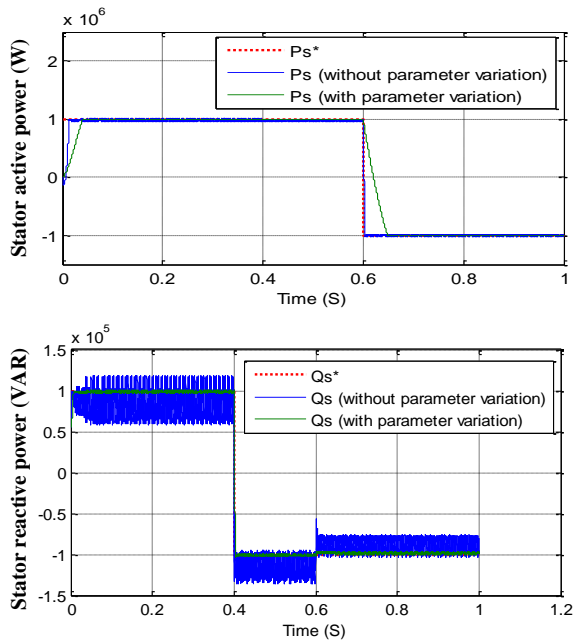 x 10^6
Stator active power (W)
2
1
0
-1
Ps*
Ps (without parameter variation)
Ps (with parameter variation)
0 0.2 0.4 0.6 0.8 1
Time (S)
x 10^5
Stator reactive power (VAR)
1.5
1
0.5
0
-0.5
-1
-1.5
Qs*
Qs (without parameter variation)
Qs (with parameter variation)
0 0.2 0.4 0.6 0.8 1 1.2
Time (S)